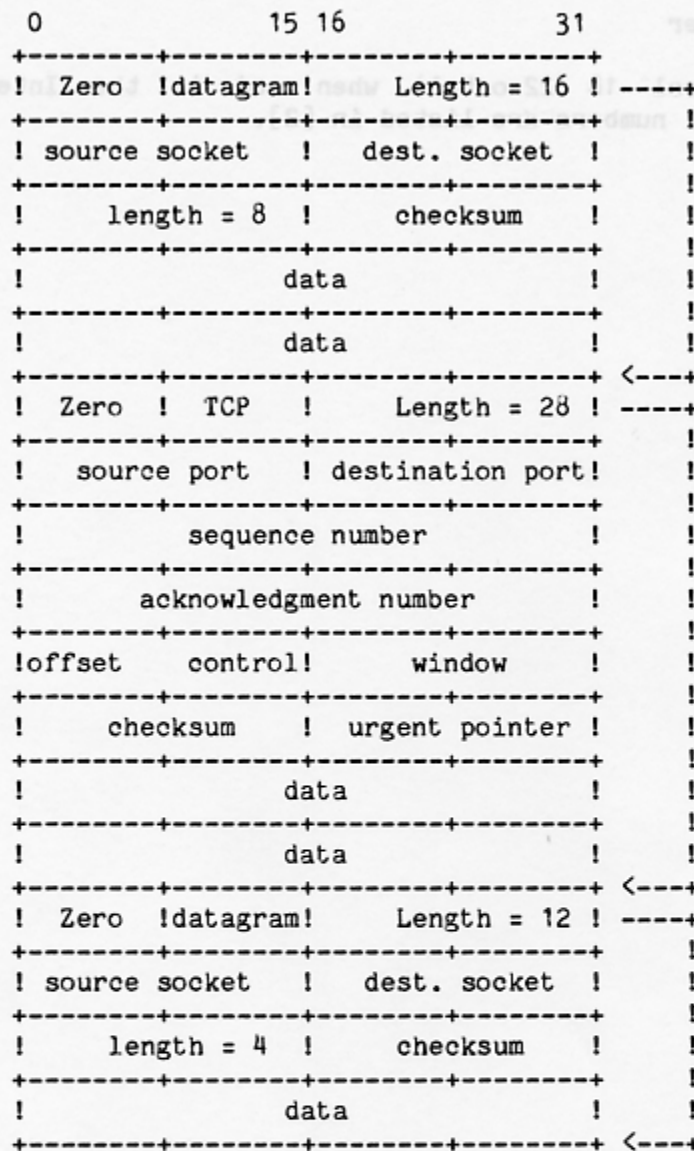 0                 15 16                31
+--------+--------+--------+--------+
!  Zero  !datagram!     Length = 16 ! ----+
+--------+--------+--------+--------+     !
! source socket   !   dest. socket  !     !
+--------+--------+--------+--------+     !
!     length = 8  !     checksum    !     !
+--------+--------+--------+--------+     !
!                data               !     !
+--------+--------+--------+--------+     !
!                data               !     !
+--------+--------+--------+--------+ <---+
!  Zero  !  TCP   !     Length = 28 ! ----+
+--------+--------+--------+--------+     !
!   source port   ! destination port!     !
+--------+--------+--------+--------+     !
!          sequence number          !     !
+--------+--------+--------+--------+     !
!       acknowledgment number       !     !
+--------+--------+--------+--------+     !
!offset    control!      window     !     !
+--------+--------+--------+--------+     !
!     checksum    !  urgent pointer !     !
+--------+--------+--------+--------+     !
!                data               !     !
+--------+--------+--------+--------+     !
!                data               !     !
+--------+--------+--------+--------+ <---+
!  Zero  !datagram!     Length = 12 ! ----+
+--------+--------+--------+--------+     !
! source socket   !   dest. socket  !     !
+--------+--------+--------+--------+     !
!     length = 4  !     checksum    !     !
+--------+--------+--------+--------+     !
!                data               !     !
+--------+--------+--------+--------+ <---+